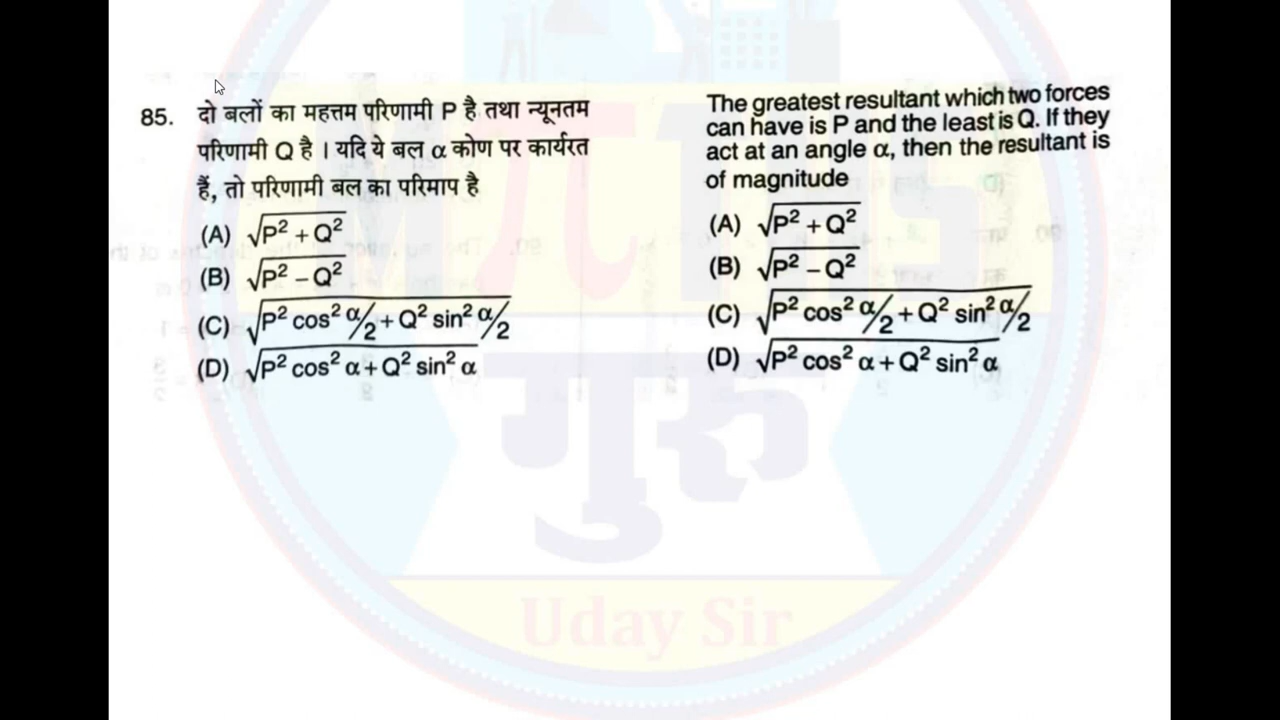 85. दो बलों का महत्तम परिणामी P है तथा न्यूनतम
परिणामी Q है । यदि ये बल α कोण पर कार्यरत
हैं, तो परिणामी बल का परिमाप है
(A) √P² + Q²
(B) √P² – Q²
(C) √P² cos² α/2 + Q² sin² α/2
(D) √P² cos² α + Q² sin² α
The greatest resultant which two forces
can have is P and the least is Q. If they
act at an angle α, then the resultant is
of magnitude
(A) √P² + Q²
(B) √P² – Q²
(C) √P² cos² α/2 + Q² sin² α/2
(D) √P² cos² α + Q² sin² α
गुरु
Uday Sir